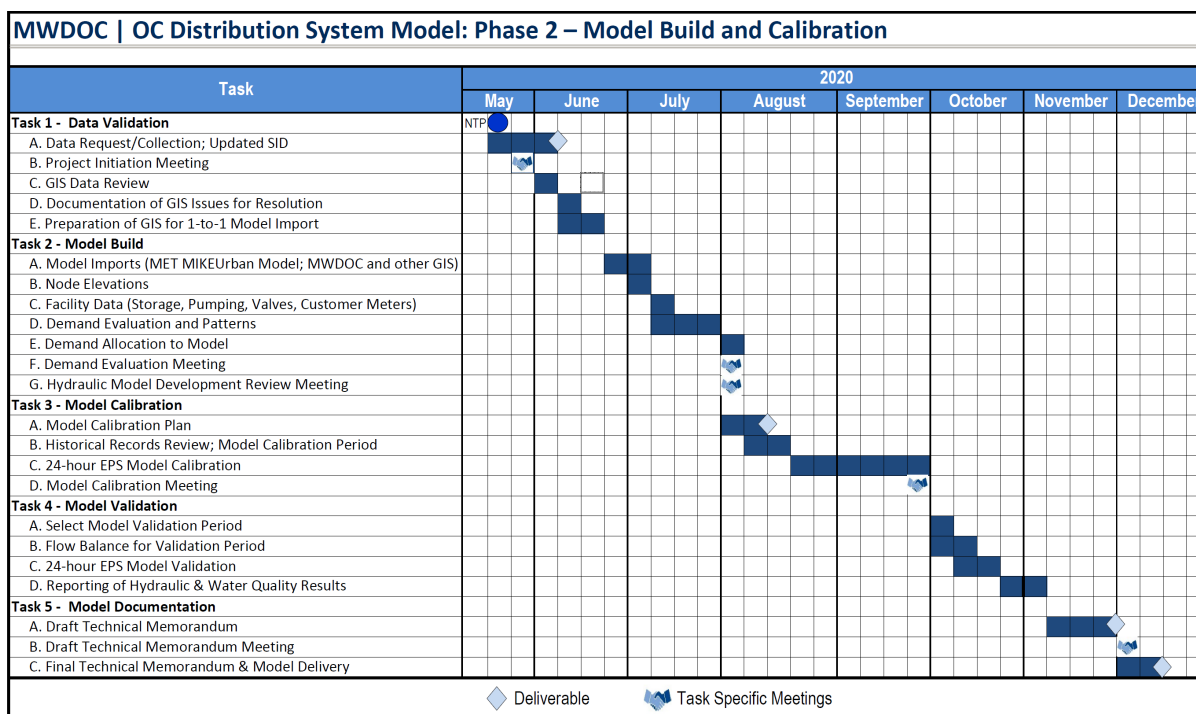 MWDOC | OC Distribution System Model: Phase 2 – Model Build and Calibration
Task
2020
May June July August September October November December
Task 1 - Data Validation
NTP
A. Data Request/Collection; Updated SID
B. Project Initiation Meeting
C. GIS Data Review
D. Documentation of GIS Issues for Resolution
E. Preparation of GIS for 1-to-1 Model Import
Task 2 - Model Build
A. Model Imports (MET MIKEUrban Model; MWDOC and other GIS)
B. Node Elevations
C. Facility Data (Storage, Pumping, Valves, Customer Meters)
D. Demand Evaluation and Patterns
E. Demand Allocation to Model
F. Demand Evaluation Meeting
G. Hydraulic Model Development Review Meeting
Task 3 - Model Calibration
A. Model Calibration Plan
B. Historical Records Review; Model Calibration Period
C. 24-hour EPS Model Calibration
D. Model Calibration Meeting
Task 4 - Model Validation
A. Select Model Validation Period
B. Flow Balance for Validation Period
C. 24-hour EPS Model Validation
D. Reporting of Hydraulic & Water Quality Results
Task 5 - Model Documentation
A. Draft Technical Memorandum
B. Draft Technical Memorandum Meeting
C. Final Technical Memorandum & Model Delivery
Deliverable
Task Specific Meetings